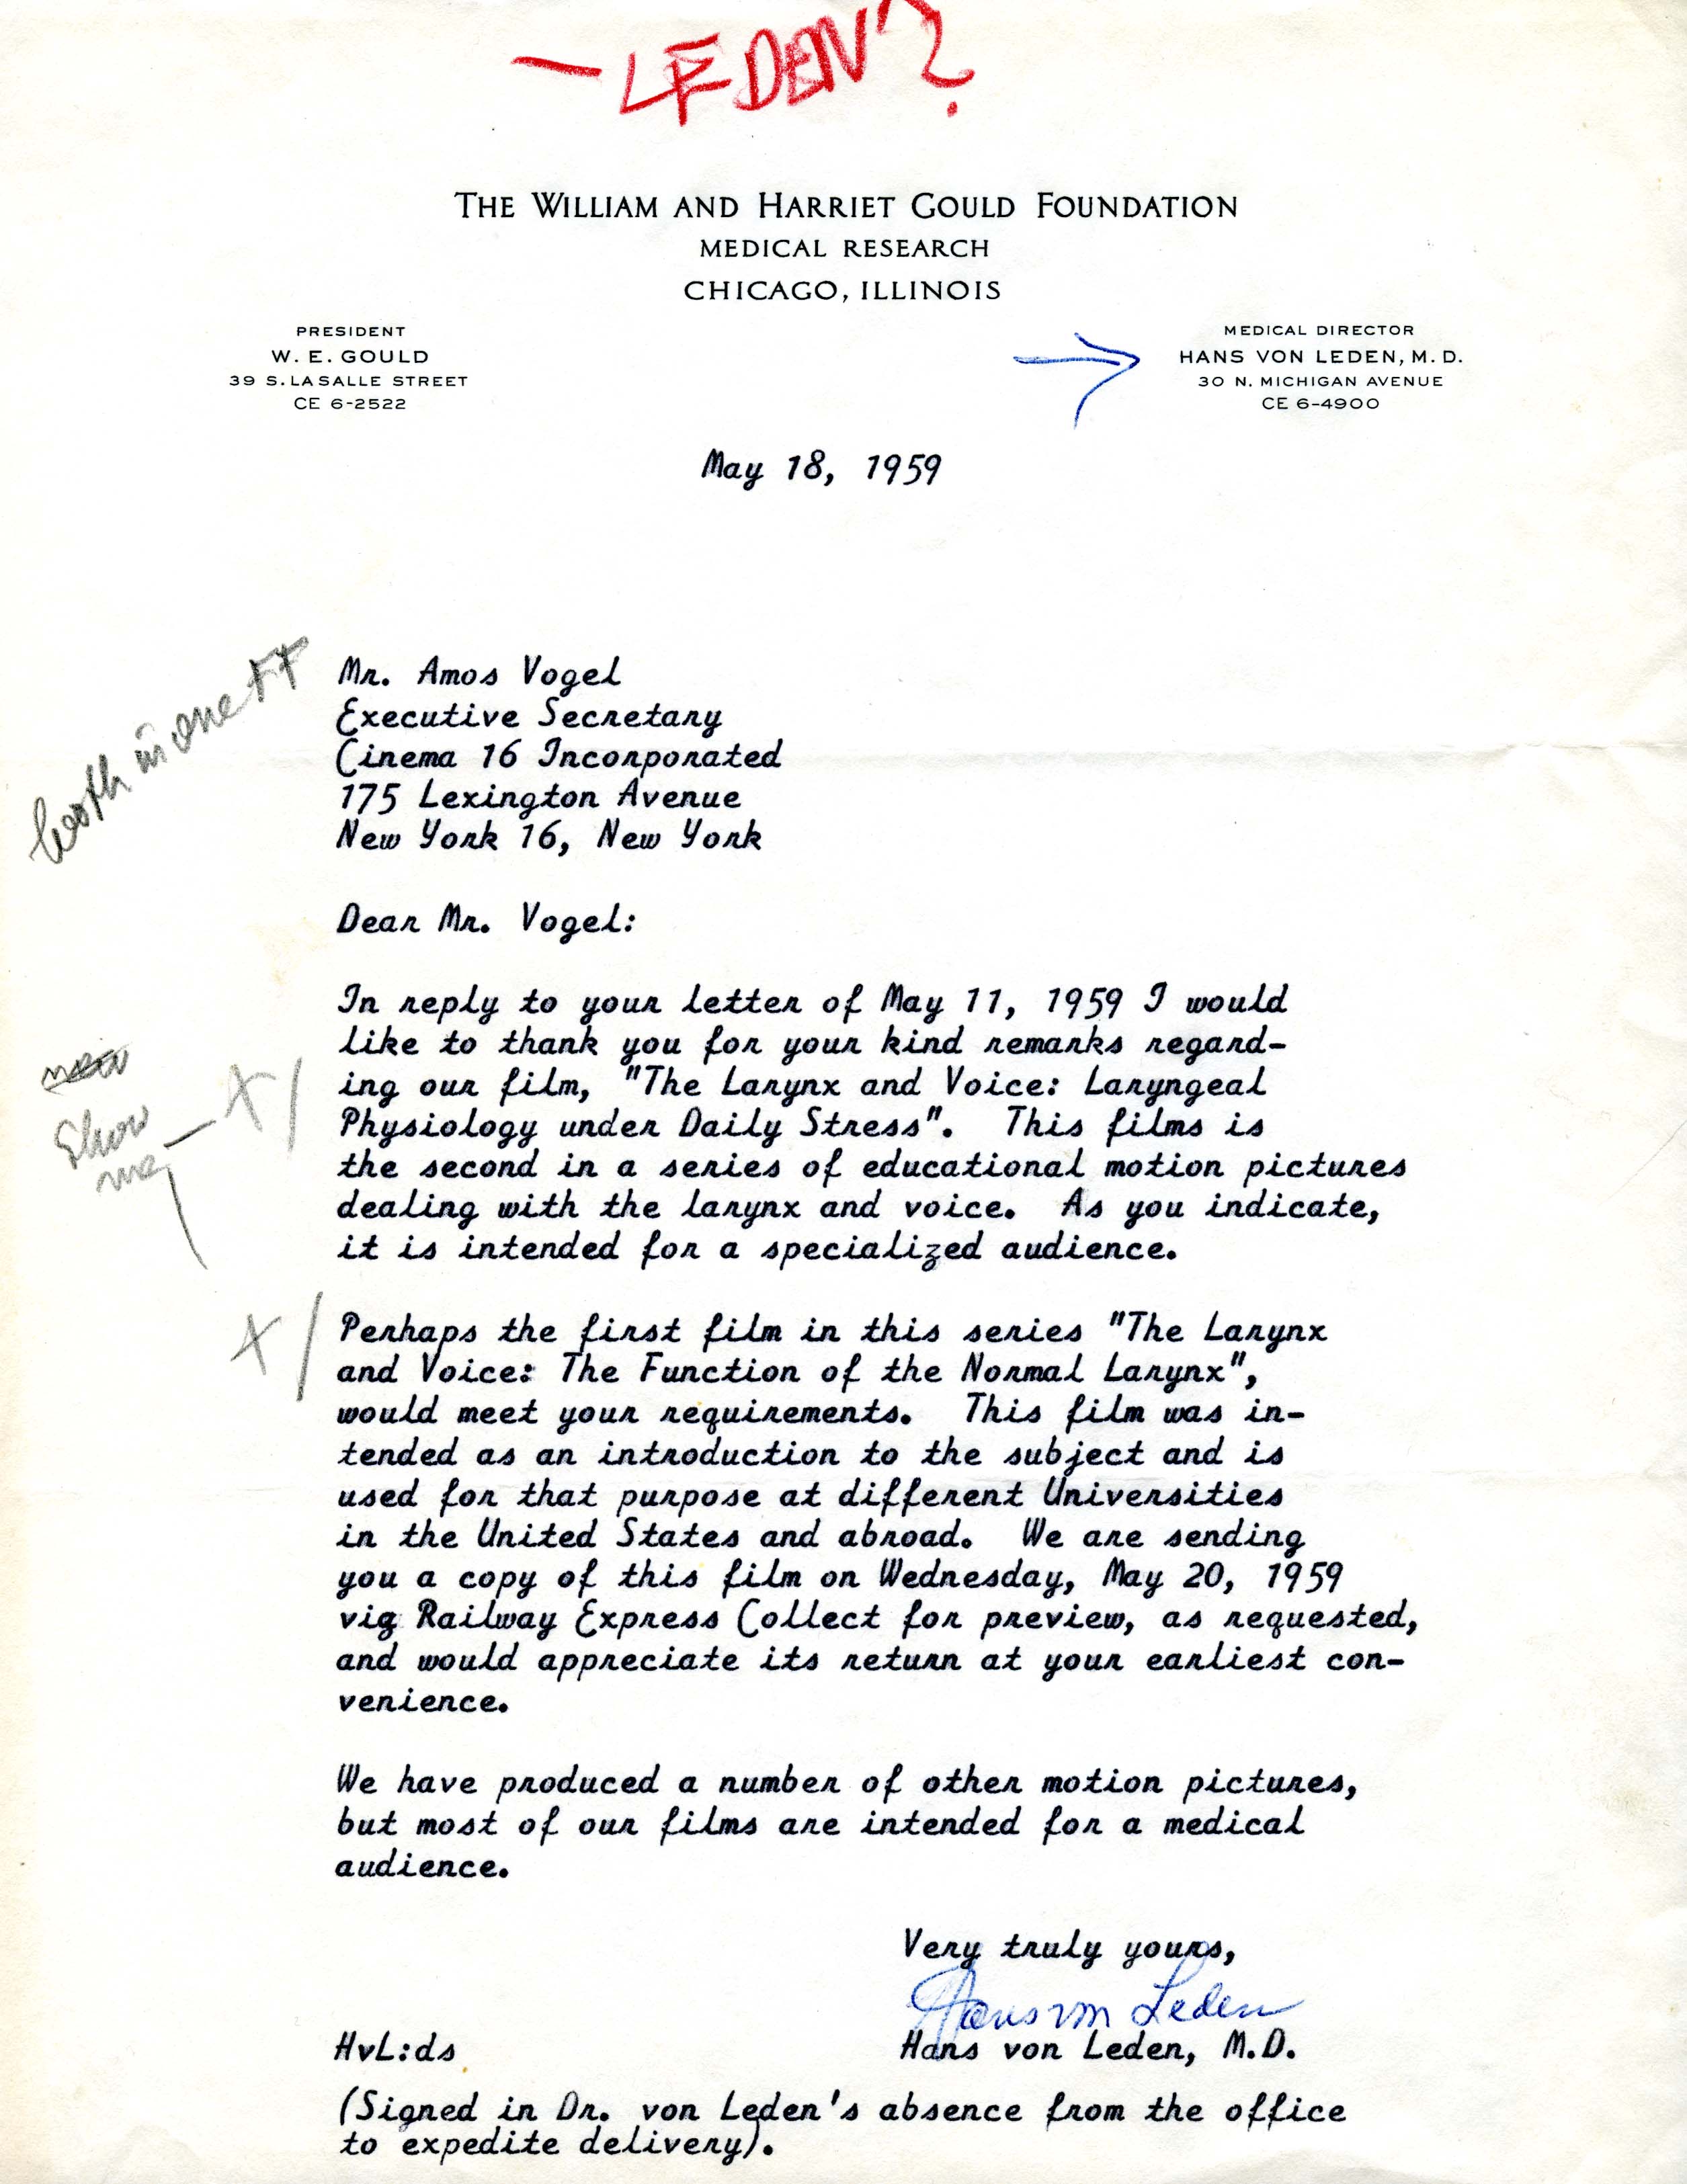 — LEDEN?
THE WILLIAM AND HARRIET GOULD FOUNDATION
MEDICAL RESEARCH
CHICAGO, ILLINOIS
PRESIDENT
W. E. GOULD
39 S. LASALLE STREET
CE 6-2522
MEDICAL DIRECTOR
HANS VON LEDEN, M. D.
30 N. MICHIGAN AVENUE
CE 6-4900
May 18, 1959
both in one
Mr. Amos Vogel
Executive Secretary
Cinema 16 Incorporated
175 Lexington Avenue
New York 16, New York
Dear Mr. Vogel:
In reply to your letter of May 11, 1959 I would
like to thank you for your kind remarks regard-
ing our film, "The Larynx and Voice: Laryngeal
Physiology under Daily Stress". This films is
the second in a series of educational motion pictures
dealing with the larynx and voice. As you indicate,
it is intended for a specialized audience.
Show
me
Perhaps the first film in this series "The Larynx
and Voice: The Function of the Normal Larynx",
would meet your requirements. This film was in-
tended as an introduction to the subject and is
used for that purpose at different Universities
in the United States and abroad. We are sending
you a copy of this film on Wednesday, May 20, 1959
vig Railway Express Collect for preview, as requested,
and would appreciate its return at your earliest con-
venience.
We have produced a number of other motion pictures,
but most of our films are intended for a medical
audience.
Very truly yours,
Hans von Leden
Hans von Leden, M.D.
HvL:ds
(Signed in Dr. von Leden's absence from the office
to expedite delivery).